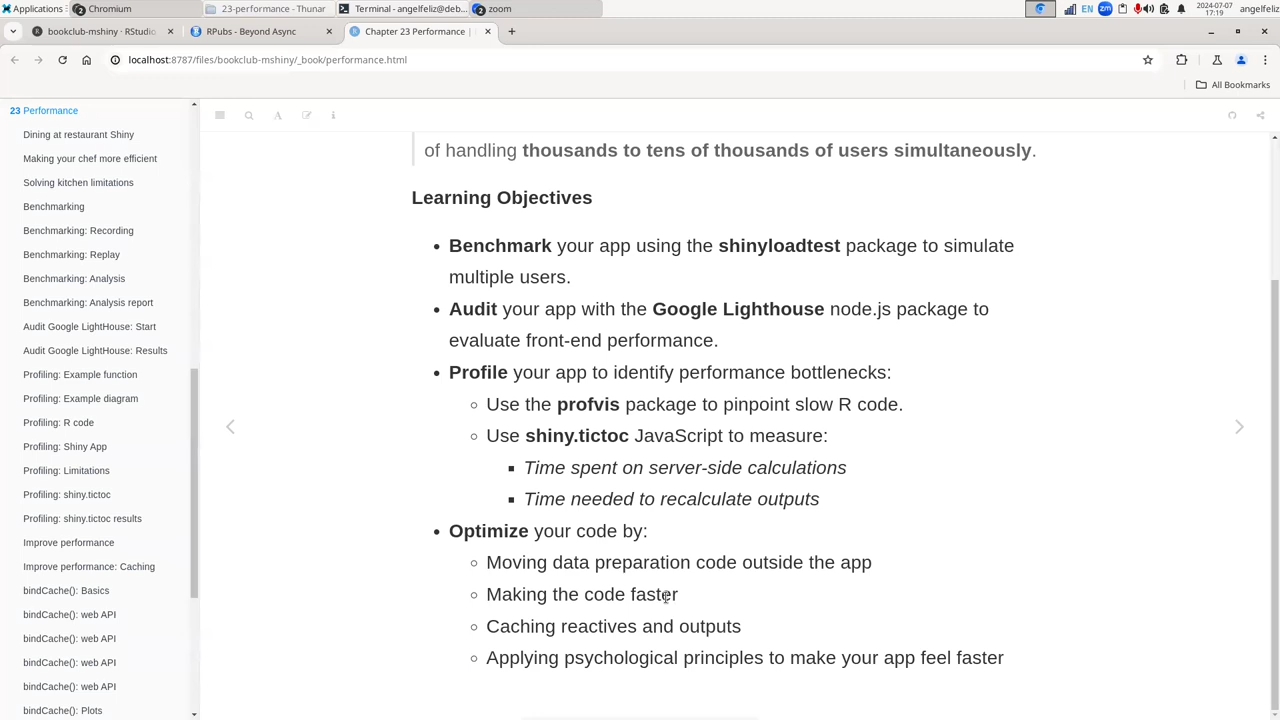 Applications
Chromium
23-performance - Thunar
Terminal - angelfeliz@deb...
zoom
EN
zm
2024-07-07
17:19
angelfeliz
bookclub-mshiny · RStudio
RPubs - Beyond Async
Chapter 23 Performance |
localhost:8787/files/bookclub-mshiny/_book/performance.html
All Bookmarks
23 Performance
Dining at restaurant Shiny
Making your chef more efficient
Solving kitchen limitations
Benchmarking
Benchmarking: Recording
Benchmarking: Replay
Benchmarking: Analysis
Benchmarking: Analysis report
Audit Google LightHouse: Start
Audit Google LightHouse: Results
Profiling: Example function
Profiling: Example diagram
Profiling: R code
Profiling: Shiny App
Profiling: Limitations
Profiling: shiny.tictoc
Profiling: shiny.tictoc results
Improve performance
Improve performance: Caching
bindCache(): Basics
bindCache(): web API
bindCache(): web API
bindCache(): web API
bindCache(): web API
bindCache(): Plots
of handling thousands to tens of thousands of users simultaneously.
Learning Objectives
• Benchmark your app using the shinyloadtest package to simulate
multiple users.
• Audit your app with the Google Lighthouse node.js package to
evaluate front-end performance.
• Profile your app to identify performance bottlenecks:
◦ Use the profvis package to pinpoint slow R code.
◦ Use shiny.tictoc JavaScript to measure:
▪ Time spent on server-side calculations
▪ Time needed to recalculate outputs
• Optimize your code by:
◦ Moving data preparation code outside the app
◦ Making the code faster
◦ Caching reactives and outputs
◦ Applying psychological principles to make your app feel faster